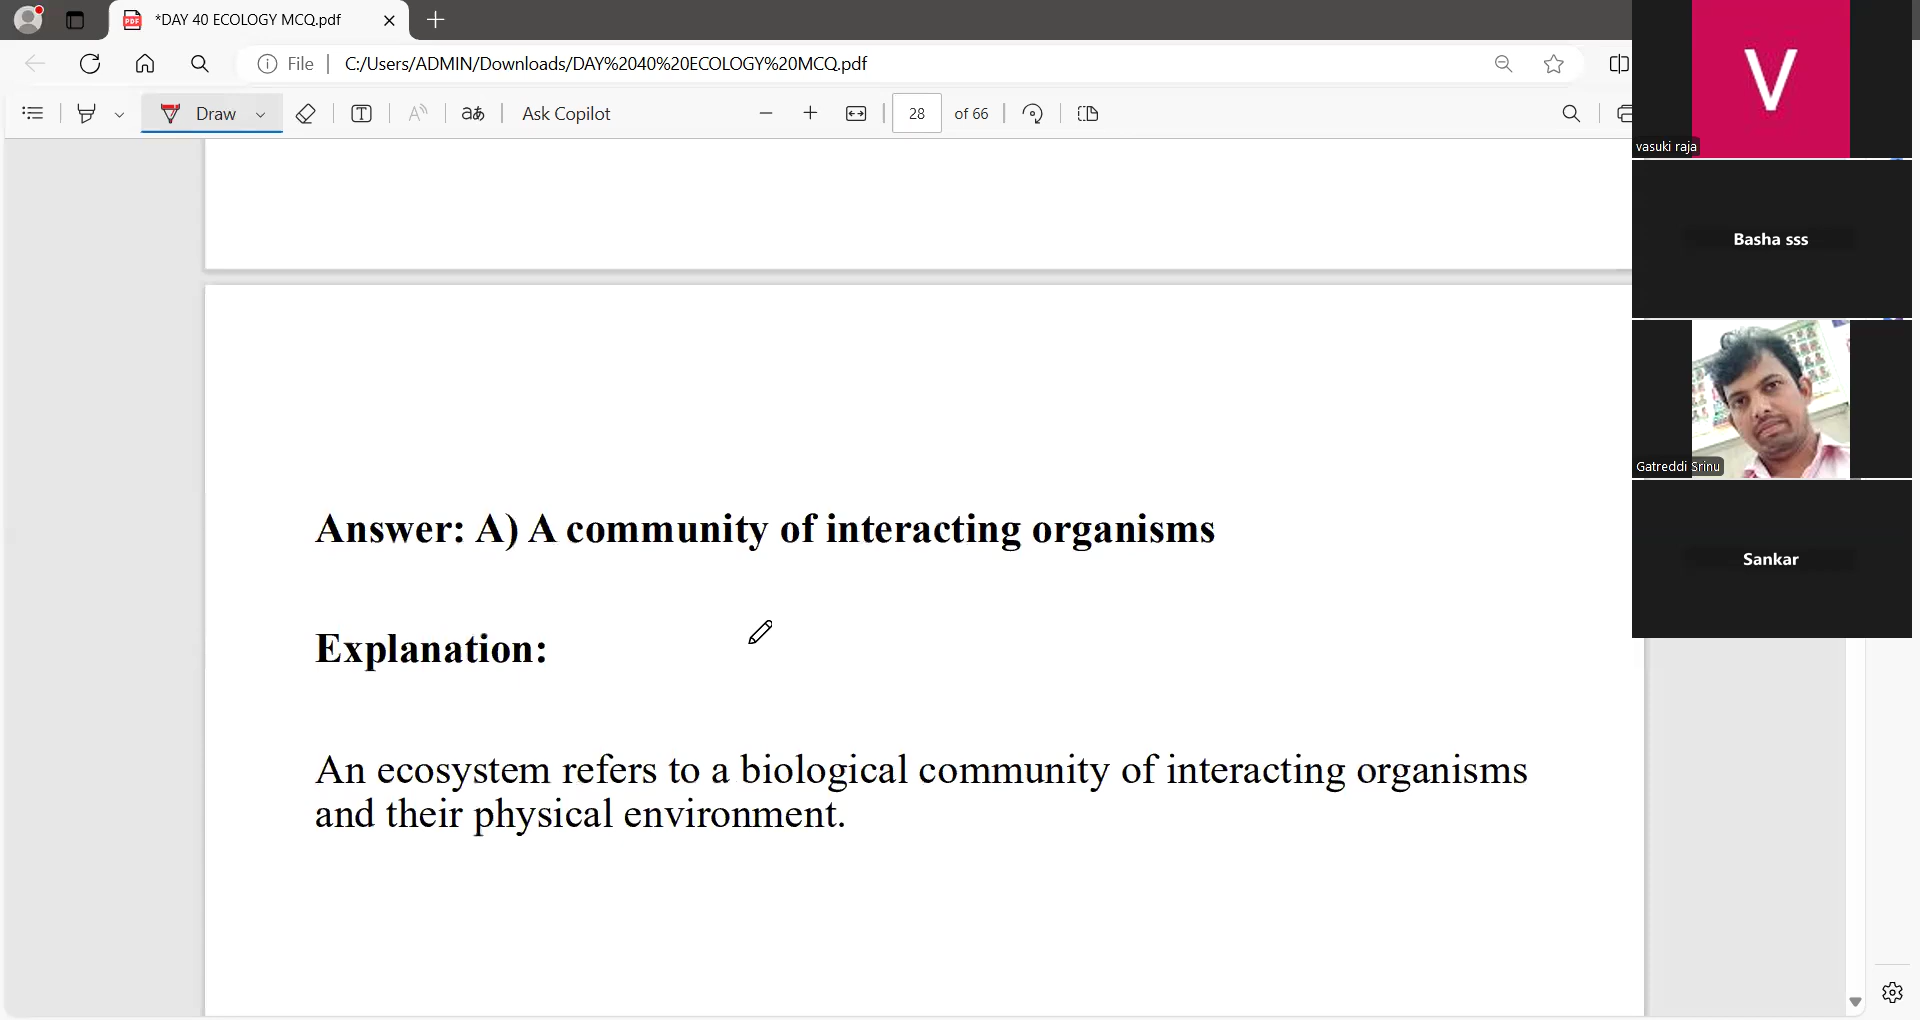 *DAY 40 ECOLOGY MCQ.pdf
File
C:/Users/ADMIN/Downloads/DAY%2040%20ECOLOGY%20MCQ.pdf
Draw
aあ
Ask Copilot
28
of 66
V
vasuki raja
Basha sss
Gatreddi Srinu
Sankar
Answer: A) A community of interacting organisms
Explanation:
An ecosystem refers to a biological community of interacting organisms
and their physical environment.